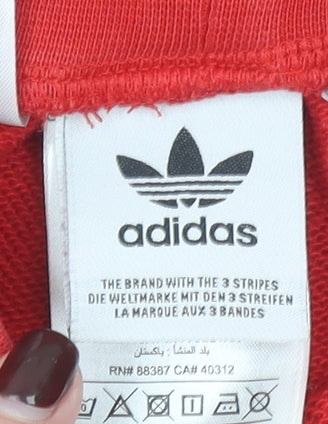 adidas
THE BRAND WITH THE 3 STRIPES
DIE WELTMARKE MIT DEN 3 STREIFEN
LA MARQUE AUX 3 BANDES
بلد المنشأ: باكستان
RN# 88387 CA# 40312